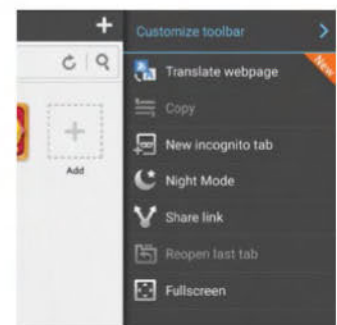 Customize toolbar
New
Translate webpage
Copy
New incognito tab
Add
Night Mode
Share link
Reopen last tab
Fullscreen